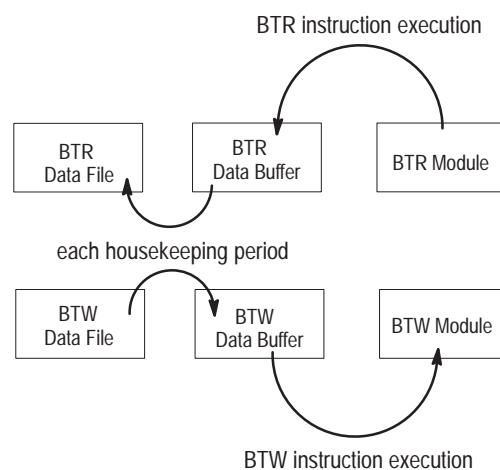 BTR instruction execution
BTR
Data File
BTR
Data Buffer
BTR Module
each housekeeping period
BTW
Data File
BTW
Data Buffer
BTW Module
BTW instruction execution